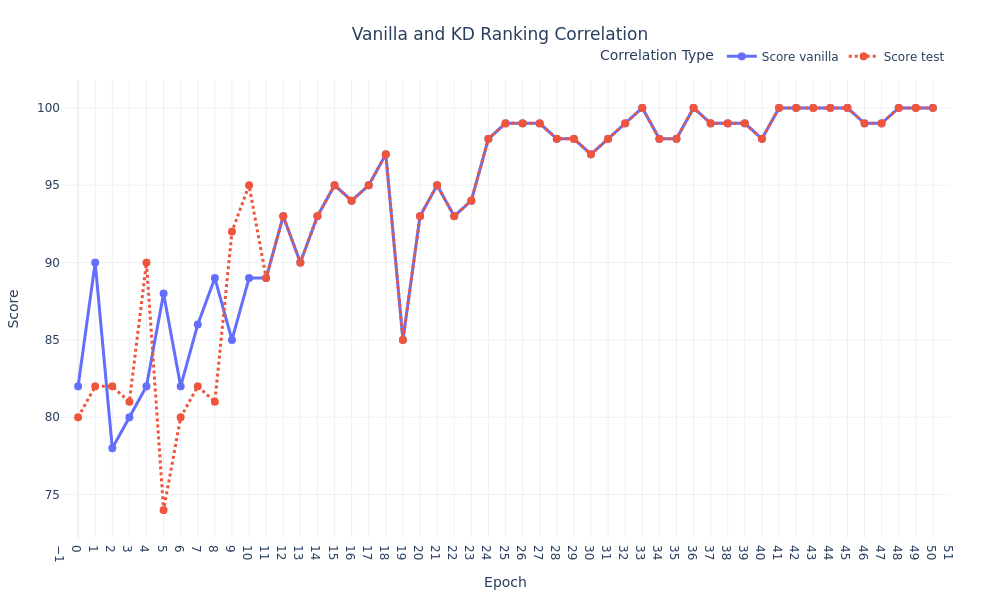 Vanilla and KD Ranking Correlation
Correlation Type Score vanilla Score test
100
95
90
85
80
75
Score
−1 0 1 2 3 4 5 6 7 8 9 10 11 12 13 14 15 16 17 18 19 20 21 22 23 24 25 26 27 28 29 30 31 32 33 34 35 36 37 38 39 40 41 42 43 44 45 46 47 48 49 50 51
Epoch